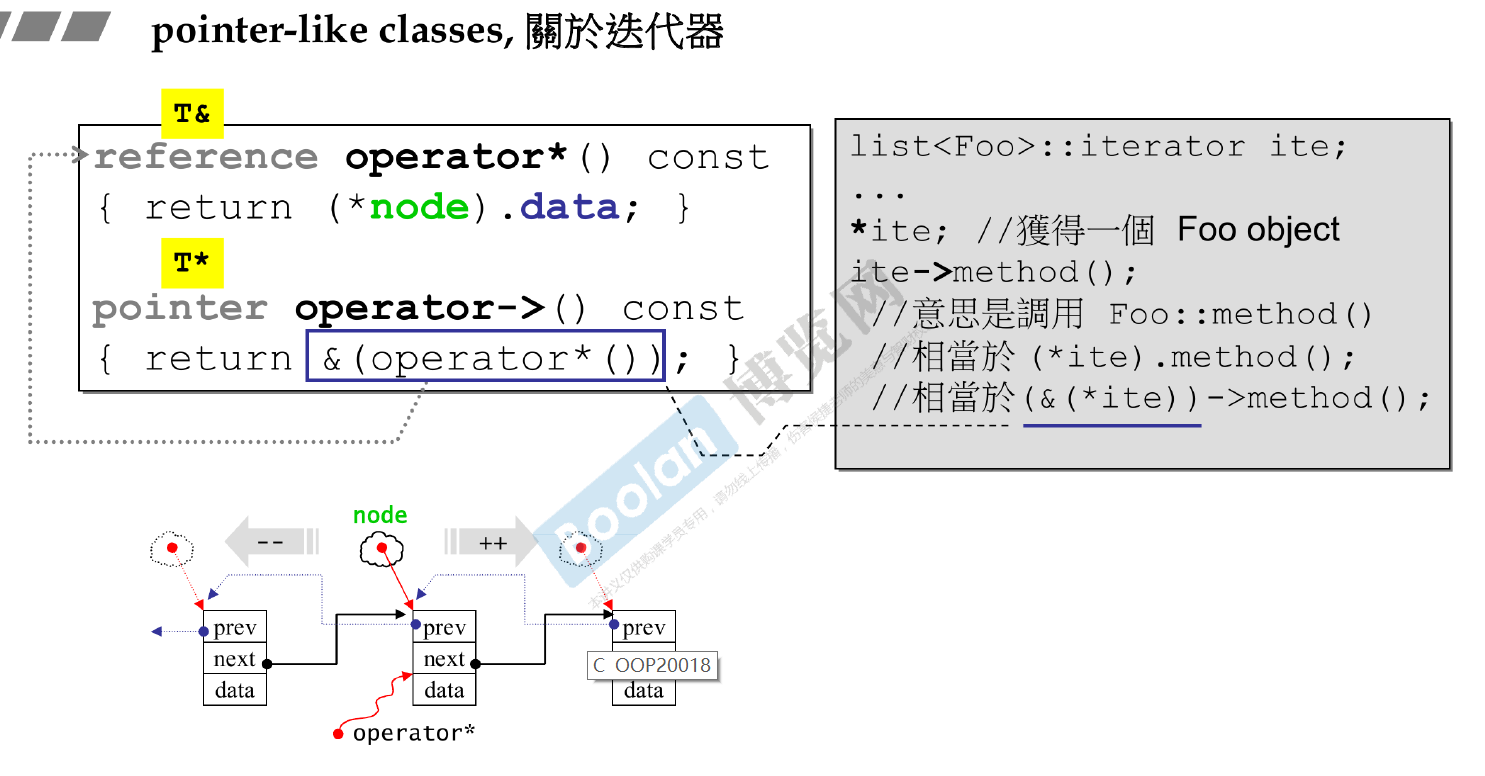 pointer-like classes, 關於迭代器
T&
reference operator*() const
{ return (*node).data; }
T*
pointer operator->() const
{ return &(operator*()); }
list<Foo>::iterator ite;
...
*ite; //獲得一個 Foo object
ite->method();
//意思是調用 Foo::method()
//相當於 (*ite).method();
//相當於(&(*ite))->method();
Boolan 博览网
node
--
++
prev
next
data
prev
next
data
prev
C OOP20018
data
operator*